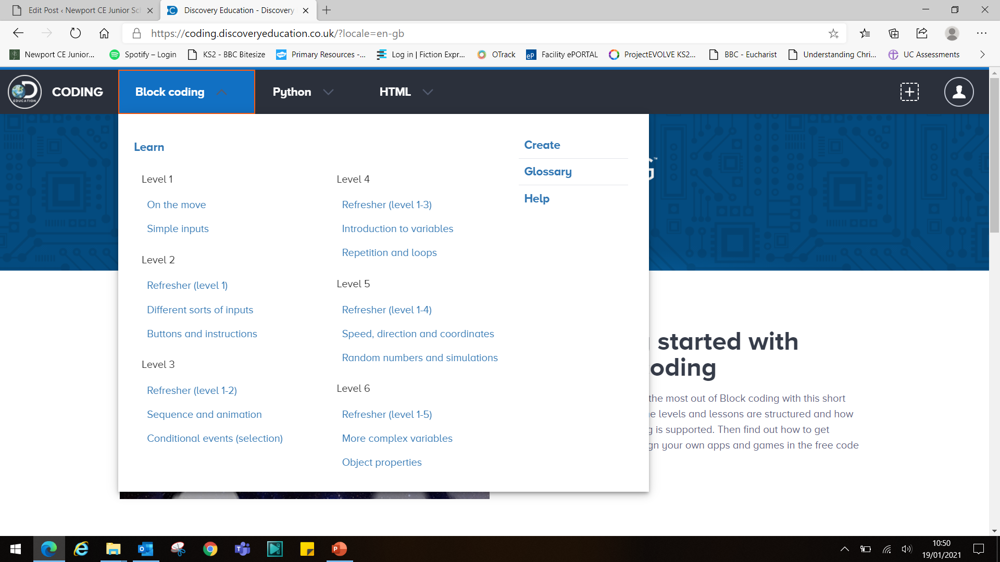 Edit Post ‹ Newport CE Junior Sch
Discovery Education - Discovery
https://coding.discoveryeducation.co.uk/?locale=en-gb
Newport CE Junior...
Spotify – Login
KS2 - BBC Bitesize
Primary Resources -...
Log in | Fiction Expr...
OTrack
eP
Facility ePORTAL
ProjectEVOLVE KS2...
BBC - Eucharist
Understanding Chri...
UC Assessments
EDUCATION
CODING
Block coding
Python
HTML
Learn
Level 1
On the move
Simple inputs
Level 2
Refresher (level 1)
Different sorts of inputs
Buttons and instructions
Level 3
Refresher (level 1-2)
Sequence and animation
Conditional events (selection)
Level 4
Refresher (level 1-3)
Introduction to variables
Repetition and loops
Level 5
Refresher (level 1-4)
Speed, direction and coordinates
Random numbers and simulations
Level 6
Refresher (level 1-5)
More complex variables
Object properties
Create
Glossary
Help
G™
g started with
oding
the most out of Block coding with this short
e levels and lessons are structured and how
g is supported. Then find out how to get
gn your own apps and games in the free code
10:50
19/01/2021